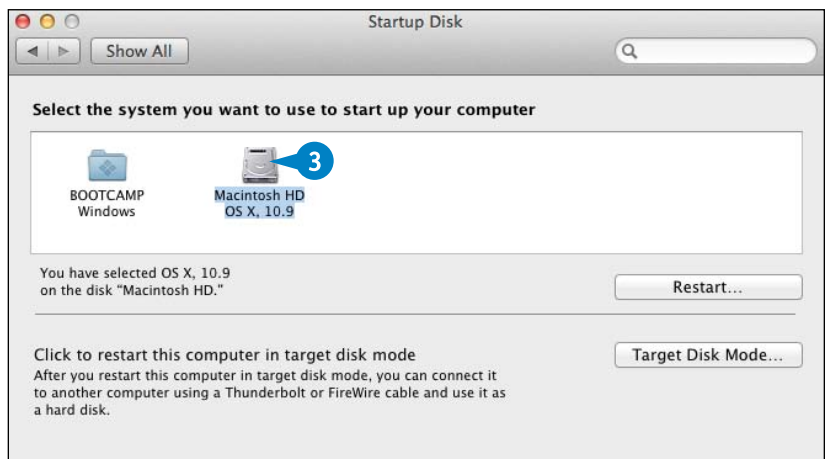 Startup Disk
Show All
Select the system you want to use to start up your computer
3
BOOTCAMP
Windows
Macintosh HD
OS X, 10.9
You have selected OS X, 10.9
on the disk “Macintosh HD.”
Restart...
Click to restart this computer in target disk mode
After you restart this computer in target disk mode, you can connect it
to another computer using a Thunderbolt or FireWire cable and use it as
a hard disk.
Target Disk Mode...